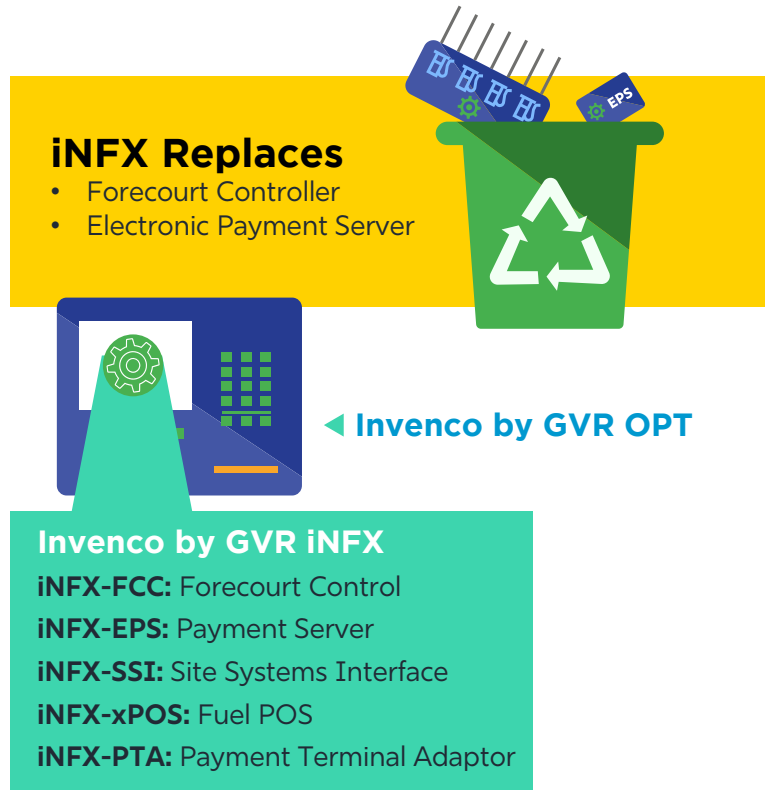 EPS
iNFX Replaces
• Forecourt Controller
• Electronic Payment Server
Invenco by GVR OPT
Invenco by GVR iNFX
iNFX-FCC: Forecourt Control
iNFX-EPS: Payment Server
iNFX-SSI: Site Systems Interface
iNFX-xPOS: Fuel POS
iNFX-PTA: Payment Terminal Adaptor